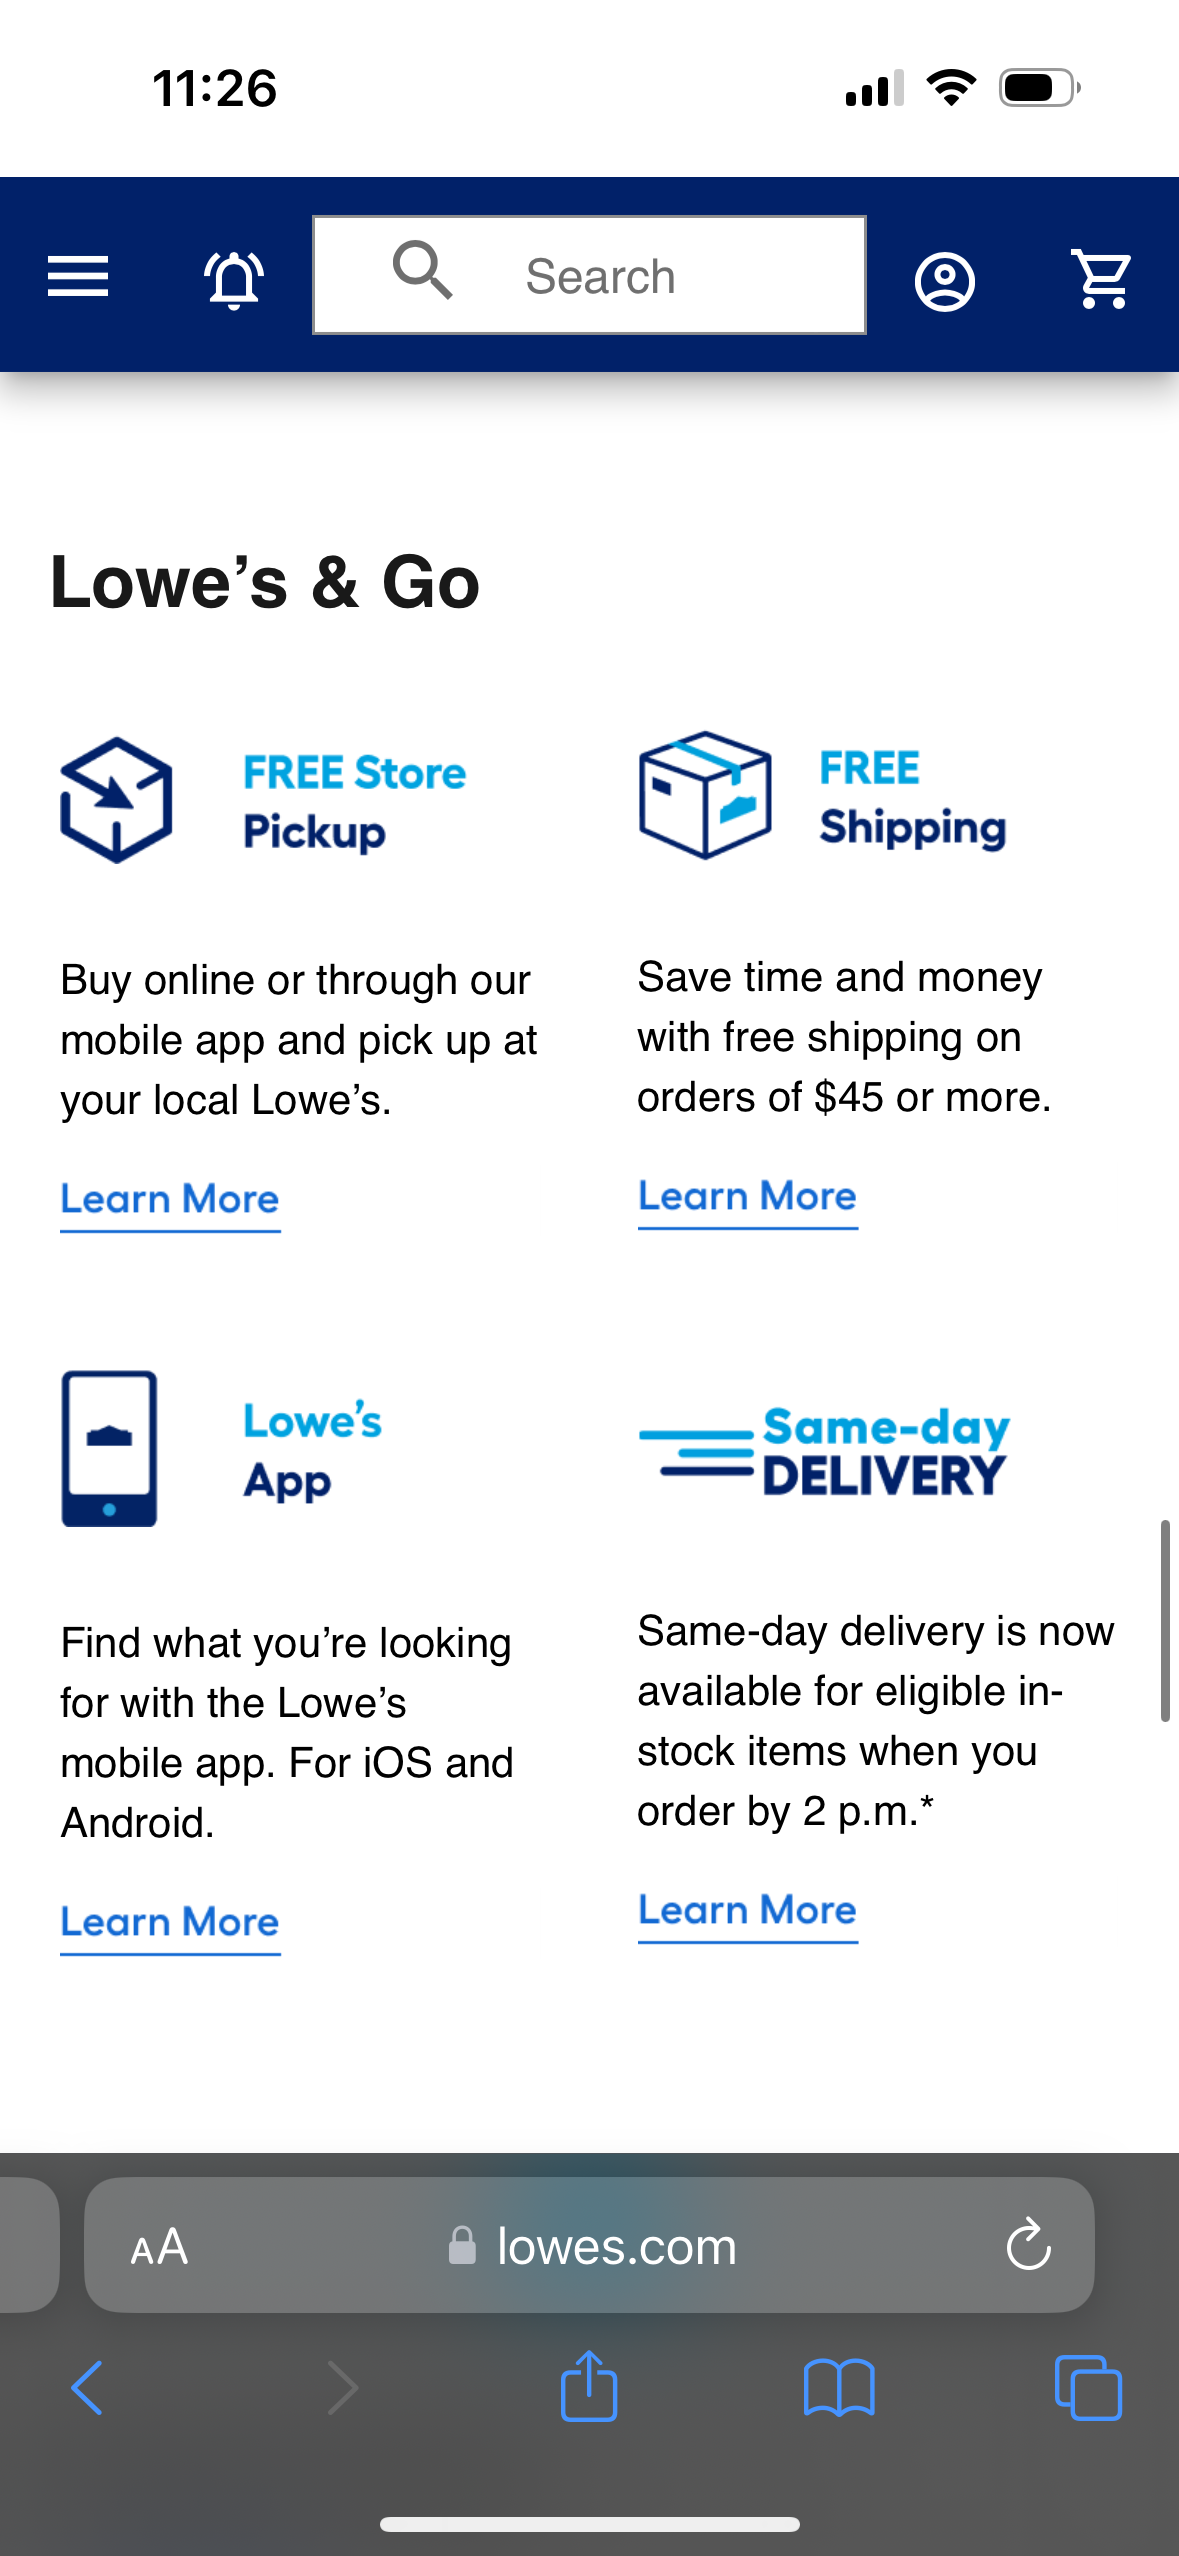 11:26
Search
Lowe’s & Go
FREE Store
Pickup
Buy online or through our
mobile app and pick up at
your local Lowe’s.
Learn More
FREE
Shipping
Save time and money
with free shipping on
orders of $45 or more.
Learn More
Lowe’s
App
Find what you’re looking
for with the Lowe’s
mobile app. For iOS and
Android.
Learn More
Same-day
DELIVERY
Same-day delivery is now
available for eligible in-
stock items when you
order by 2 p.m.*
Learn More
AA
lowes.com